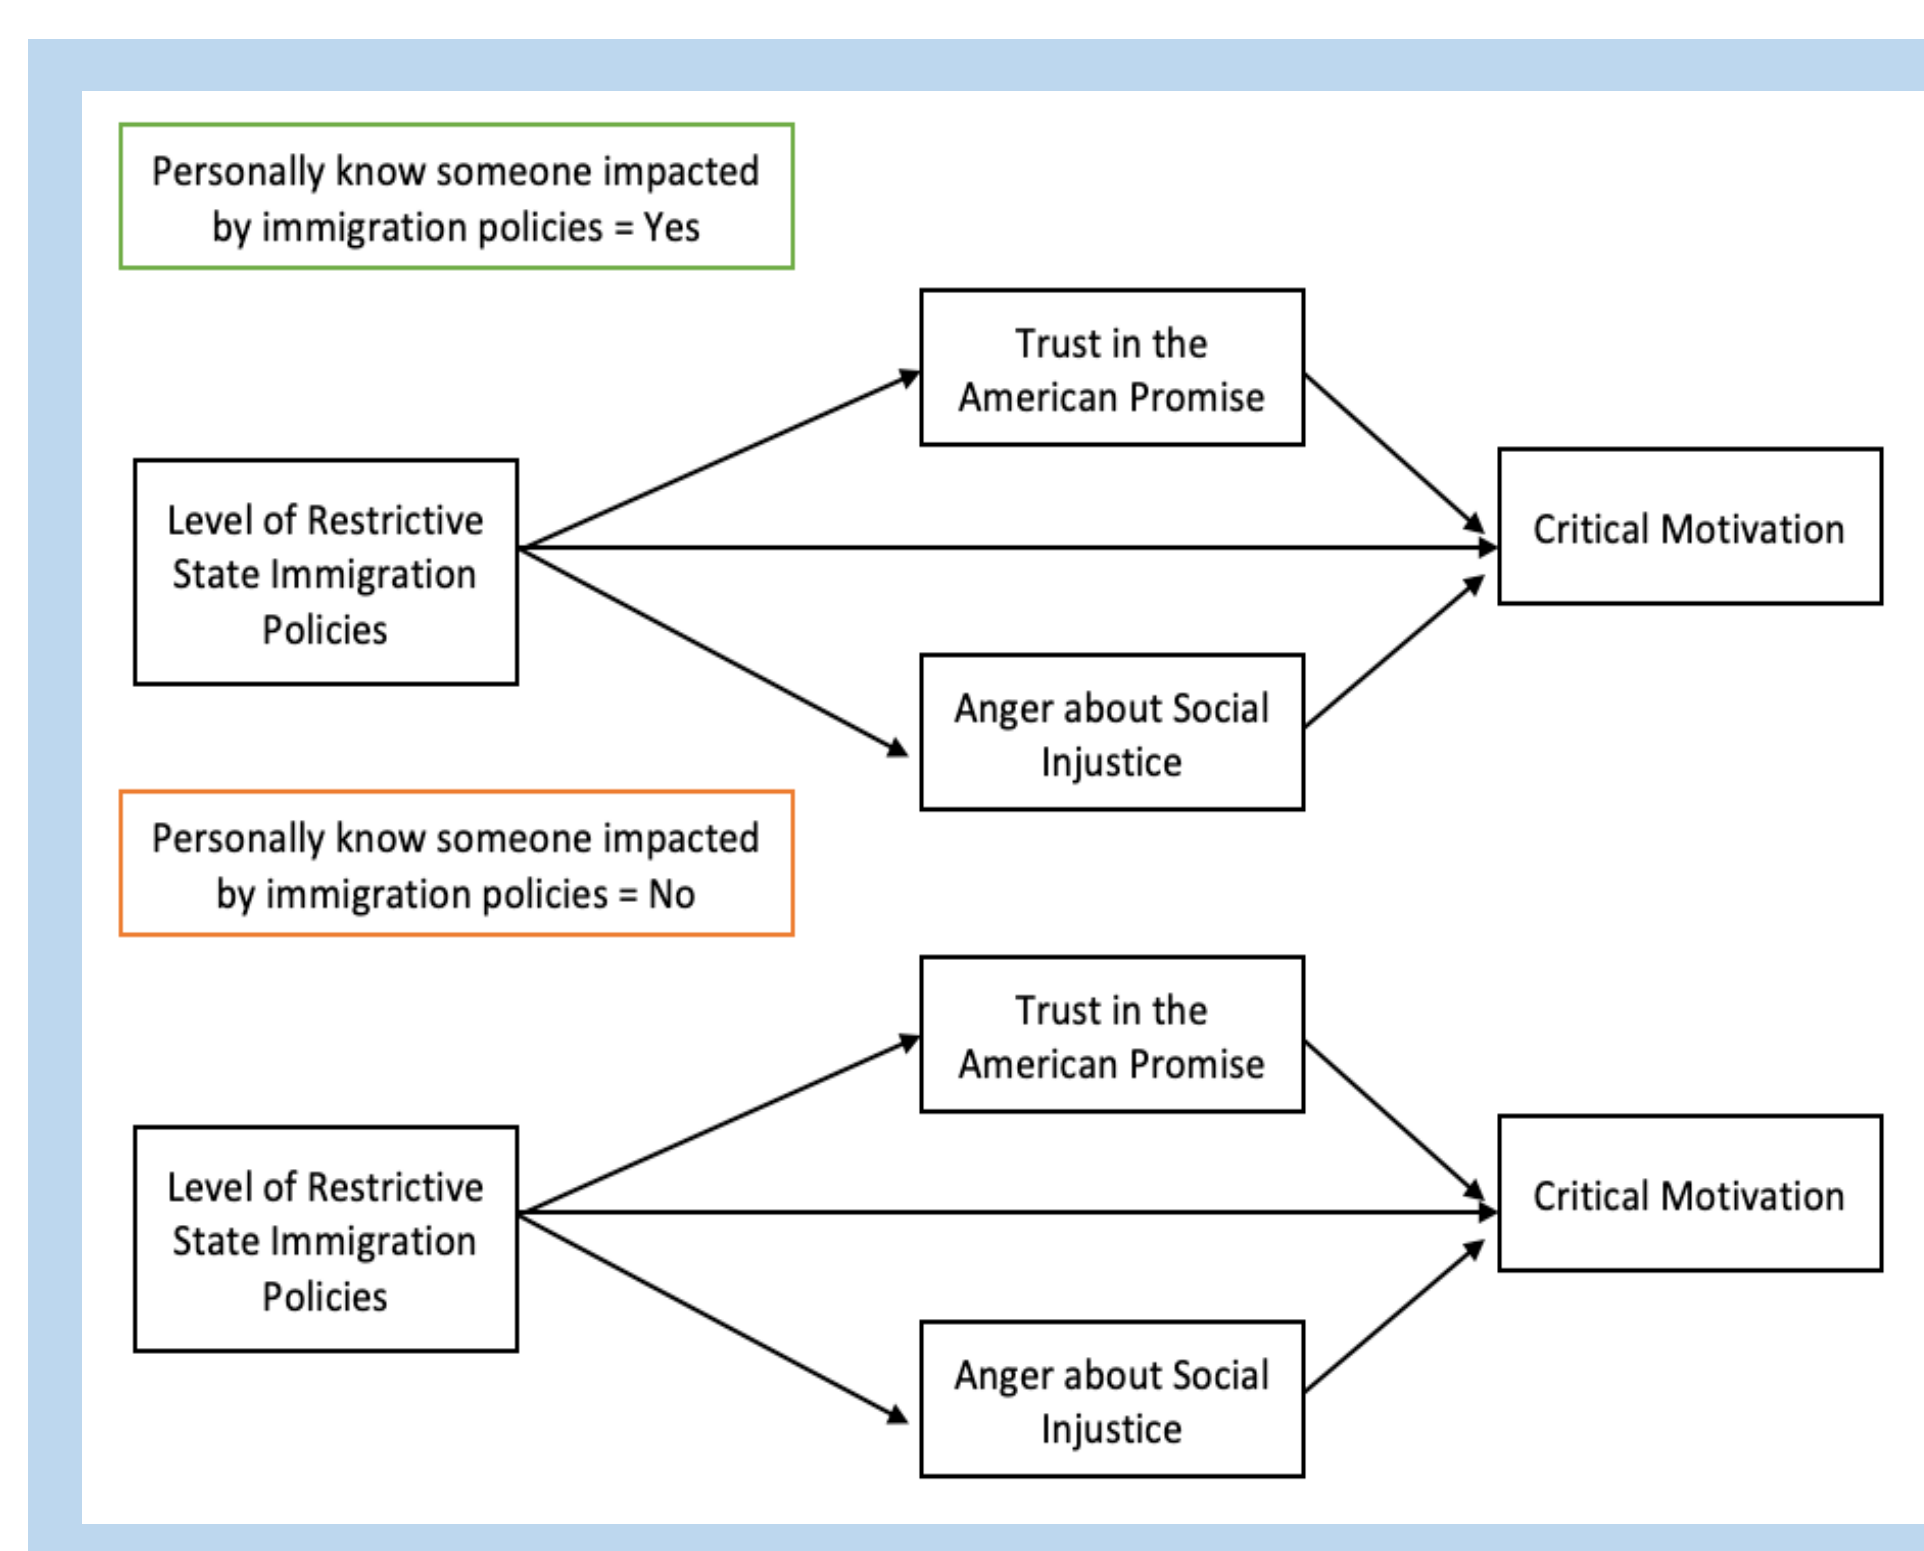 Personally know someone impacted
by immigration policies = Yes
Trust in the
American Promise
Level of Restrictive
State Immigration
Policies
Critical Motivation
Anger about Social
Injustice
Personally know someone impacted
by immigration policies = No
Trust in the
American Promise
Level of Restrictive
State Immigration
Policies
Critical Motivation
Anger about Social
Injustice